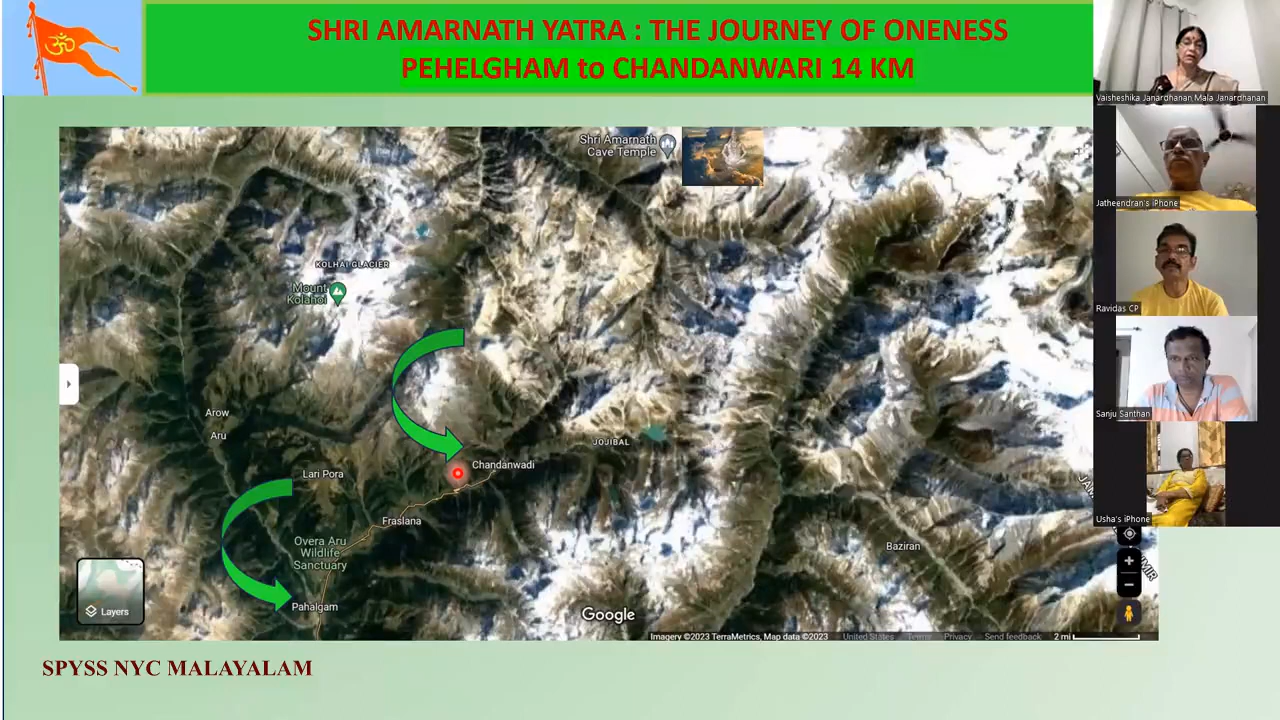 SHRI AMARNATH YATRA : THE JOURNEY OF ONENESS
PEHELGHAM to CHANDANWARI 14 KM
ॐ
Vaisheshika Janardhanan Mala Janardhanan
Jatheendran's iPhone
Ravidas CP
Sanju Santhan
Usha's iPhone
Shri Amarnath
Cave Temple
KOLHAI GLACIER
Mount
Kolahoi
Arow
Aru
Lari Pora
Chandanwadi
JOJIBAL
Fraslana
Overa Aru
Wildlife
Sanctuary
Pahalgam
Baziran
Layers
Google
Imagery ©2023 TerraMetrics, Map data ©2023
United States
Terms
Privacy
Send feedback
2 mi
SPYSS NYC MALAYALAM